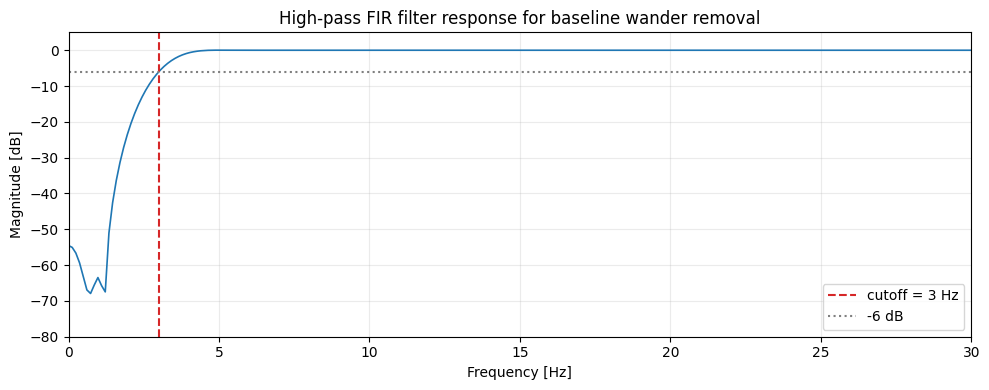 High-pass FIR filter response for baseline wander removal
Magnitude [dB]
0
−10
−20
−30
−40
−50
−60
−70
−80
cutoff = 3 Hz
-6 dB
0 5 10 15 20 25 30
Frequency [Hz]